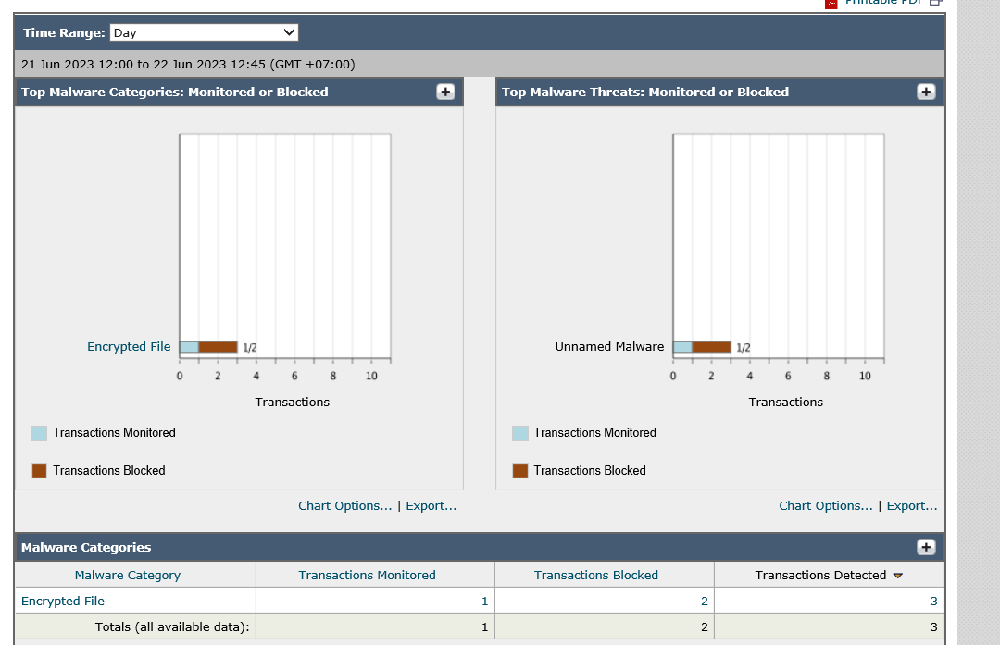 Printable PDF
Time Range: Day
21 Jun 2023 12:00 to 22 Jun 2023 12:45 (GMT +07:00)
Top Malware Categories: Monitored or Blocked
Encrypted File
1/2
0 2 4 6 8 10
Transactions
Transactions Monitored
Transactions Blocked
Chart Options... | Export...
Top Malware Threats: Monitored or Blocked
Unnamed Malware
1/2
0 2 4 6 8 10
Transactions
Transactions Monitored
Transactions Blocked
Chart Options... | Export...
Malware Categories
Malware Category Transactions Monitored Transactions Blocked Transactions Detected
Encrypted File 1 2 3
Totals (all available data): 1 2 3